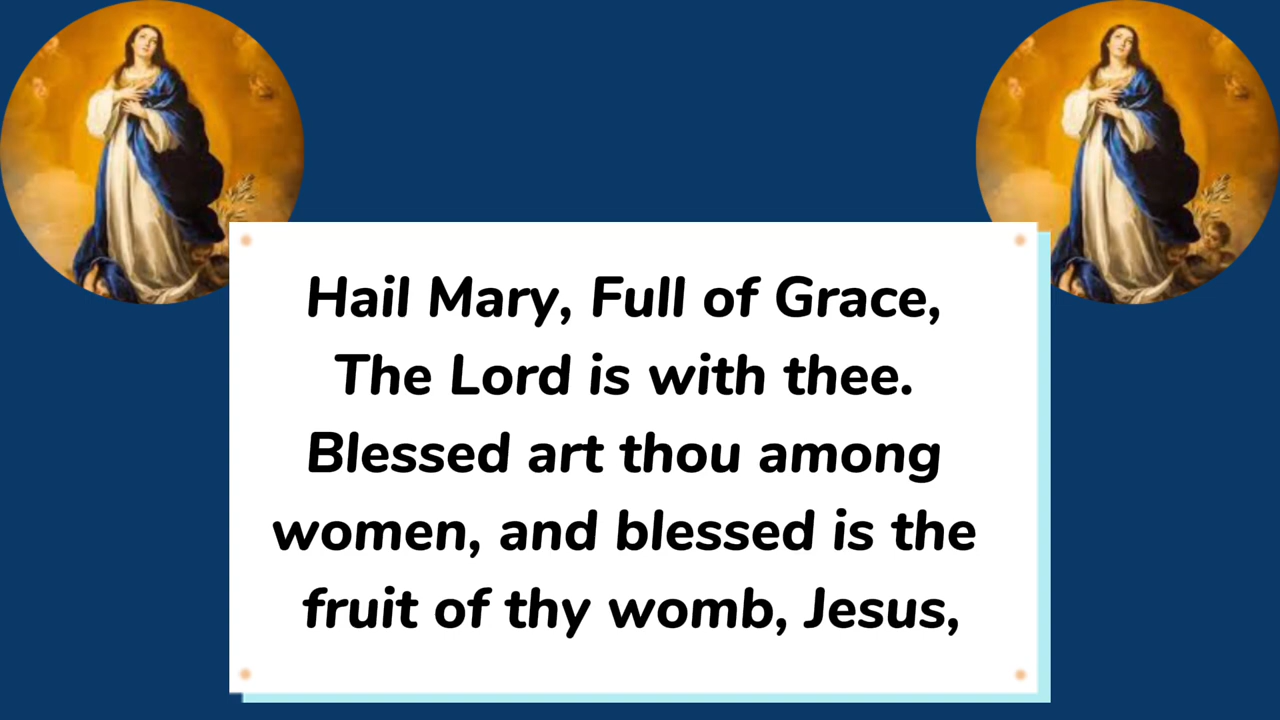 Hail Mary, Full of Grace,
The Lord is with thee.
Blessed art thou among
women, and blessed is the
fruit of thy womb, Jesus,